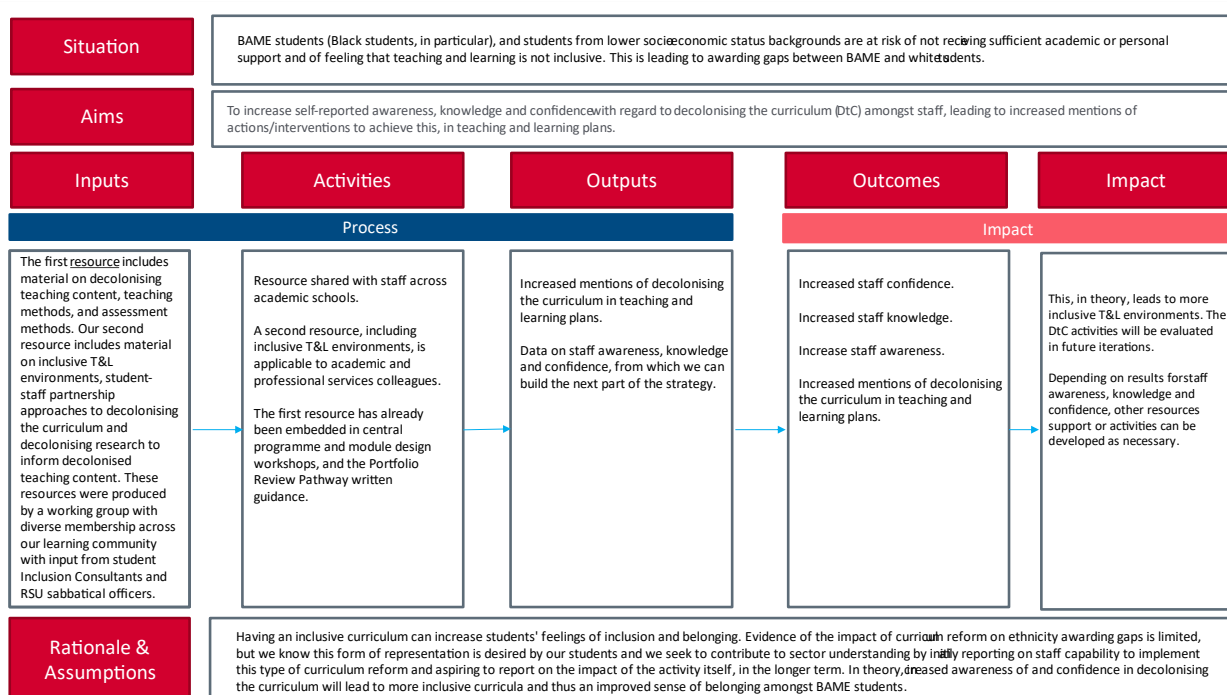 Situation
BAME students (Black students, in particular), and students from lower socioeconomic status backgrounds are at risk of not receiving sufficient academic or personal
support and of feeling that teaching and learning is not inclusive. This is leading to awarding gaps between BAME and white students.
Aims
To increase self-reported awareness, knowledge and confidence with regard to decolonising the curriculum (DtC) amongst staff, leading to increased mentions of
actions/interventions to achieve this, in teaching and learning plans.
Inputs
Activities
Outputs
Outcomes
Impact
Process
Impact
The first resource includes
material on decolonising
teaching content, teaching
methods, and assessment
methods. Our second
resource includes material
on inclusive T&L
environments, student-
staff partnership
approaches to decolonising
the curriculum and
decolonising research to
inform decolonised
teaching content. These
resources were produced
by a working group with
diverse membership across
our learning community
with input from student
Inclusion Consultants and
RSU sabbatical officers.
Resource shared with staff across
academic schools.
A second resource, including
inclusive T&L environments, is
applicable to academic and
professional services colleagues.
The first resource has already
been embedded in central
programme and module design
workshops, and the Portfolio
Review Pathway written
guidance.
Increased mentions of decolonising
the curriculum in teaching and
learning plans.
Data on staff awareness, knowledge
and confidence, from which we can
build the next part of the strategy.
Increased staff confidence.
Increased staff knowledge.
Increase staff awareness.
Increased mentions of decolonising
the curriculum in teaching and
learning plans.
This, in theory, leads to more
inclusive T&L environments. The
DtC activities will be evaluated
in future iterations.
Depending on results for staff
awareness, knowledge and
confidence, other resources
support or activities can be
developed as necessary.
Rationale &
Assumptions
Having an inclusive curriculum can increase students' feelings of inclusion and belonging. Evidence of the impact of curriculum reform on ethnicity awarding gaps is limited,
but we know this form of representation is desired by our students and we seek to contribute to sector understanding by initially reporting on staff capability to implement
this type of curriculum reform and aspiring to report on the impact of the activity itself, in the longer term. In theory, increased awareness of and confidence in decolonising
the curriculum will lead to more inclusive curricula and thus an improved sense of belonging amongst BAME students.